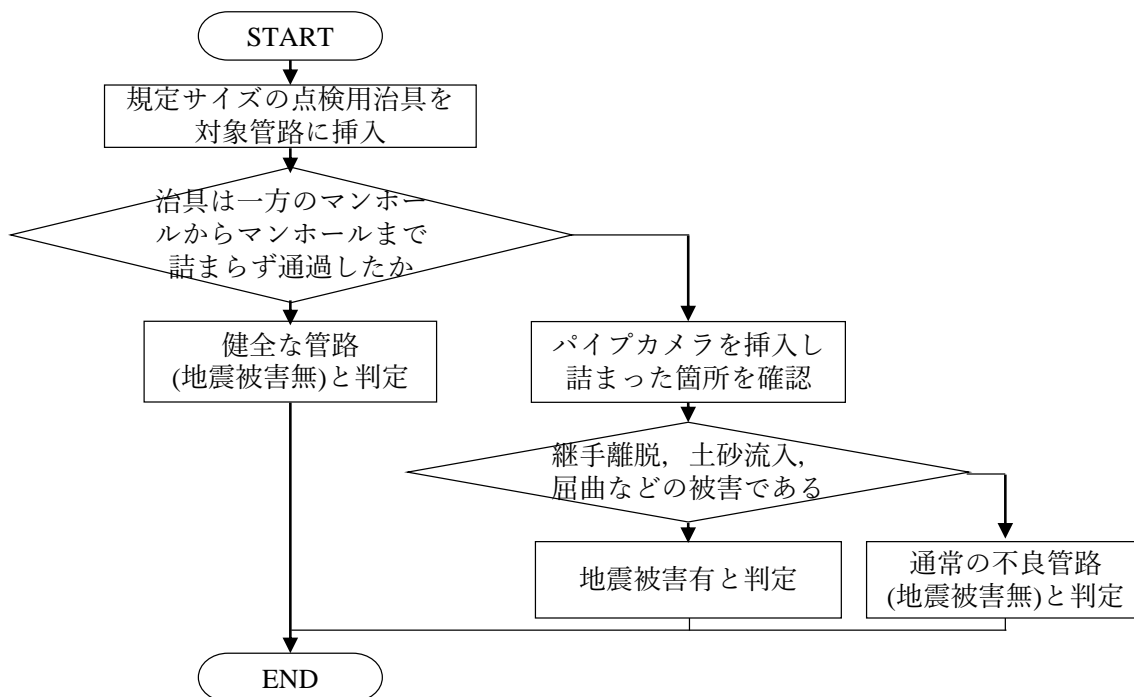 START
規定サイズの点検用治具を
対象管路に挿入
治具は一方のマンホー
ルからマンホールまで
詰まらず通過したか
健全な管路
(地震被害無)と判定
パイプカメラを挿入し
詰まった箇所を確認
継手離脱，土砂流入，
屈曲などの被害である
地震被害有と判定
通常の不良管路
(地震被害無)と判定
END